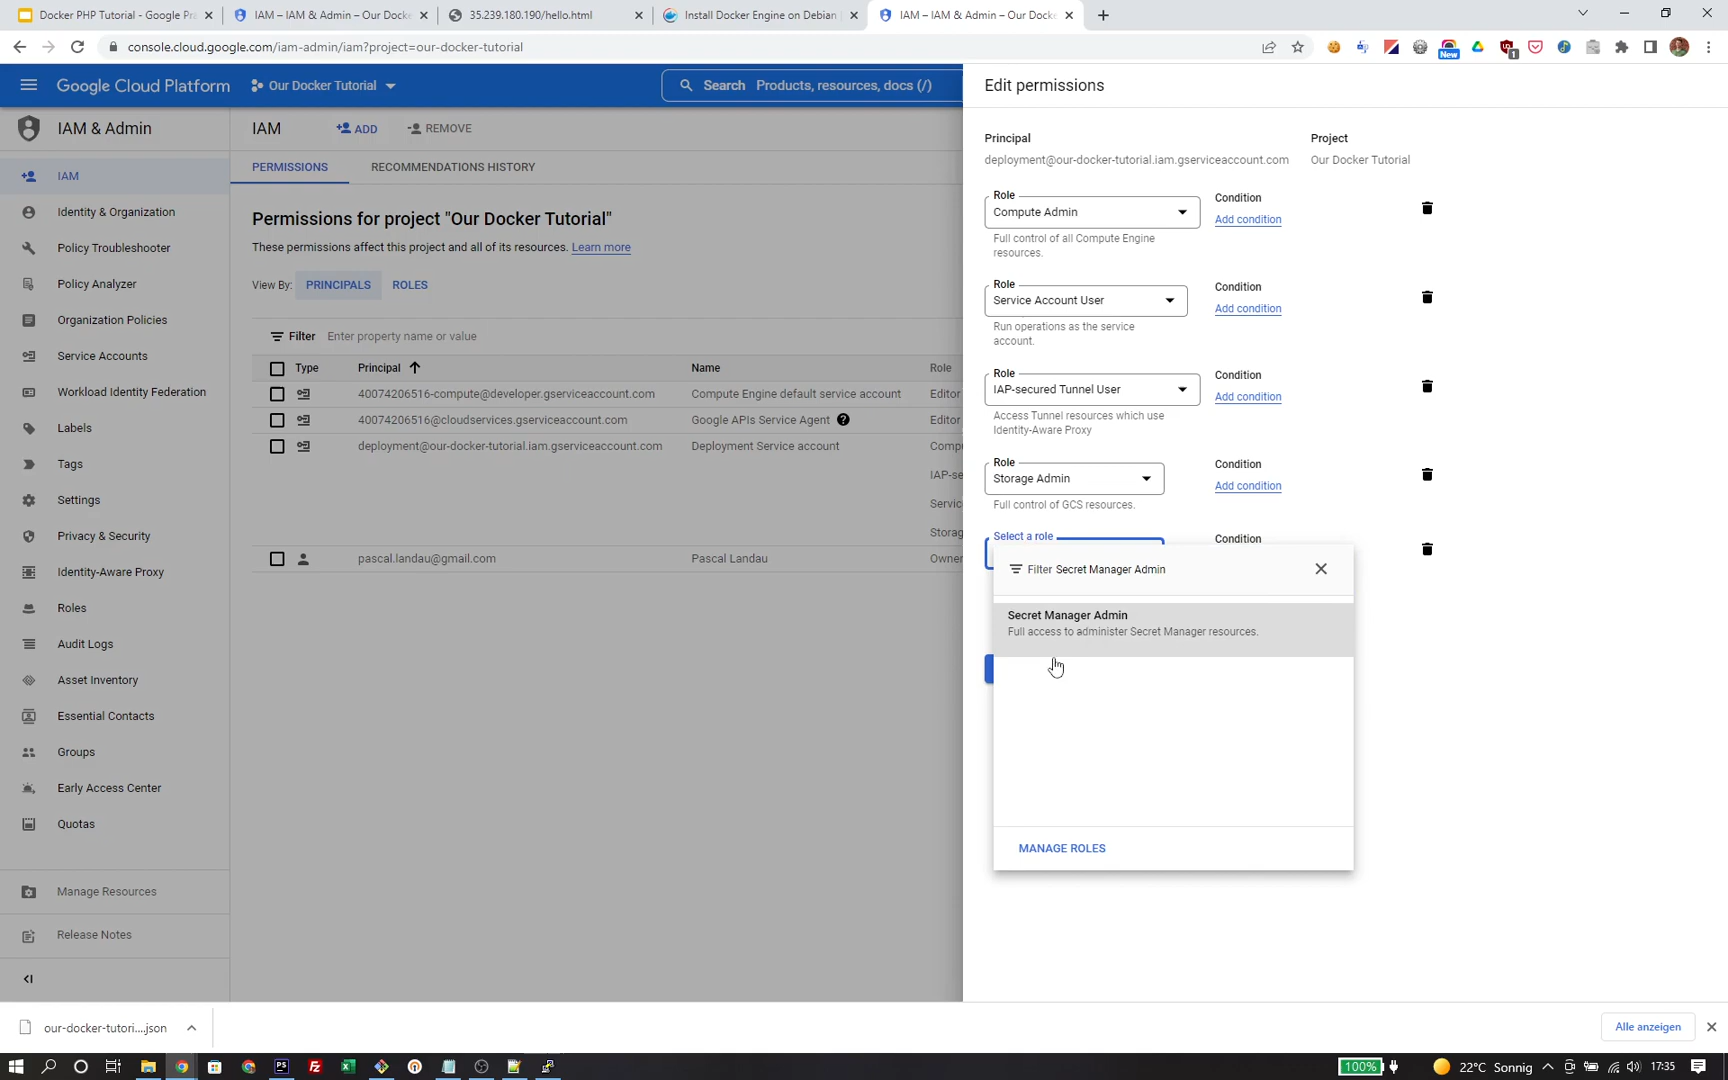 Docker PHP Tutorial - Google Prä
IAM – IAM & Admin – Our Docke
35.239.180.190/hello.html
Install Docker Engine on Debian
IAM – IAM & Admin – Our Docke
console.cloud.google.com/iam-admin/iam?project=our-docker-tutorial
New
1
Google Cloud Platform
Our Docker Tutorial
Search Products, resources, docs (/)
IAM & Admin
IAM
Identity & Organization
Policy Troubleshooter
Policy Analyzer
Organization Policies
Service Accounts
Workload Identity Federation
Labels
Tags
Settings
Privacy & Security
Identity-Aware Proxy
Roles
Audit Logs
Asset Inventory
Essential Contacts
Groups
Early Access Center
Quotas
Manage Resources
Release Notes
IAM
ADD
REMOVE
PERMISSIONS
RECOMMENDATIONS HISTORY
Permissions for project "Our Docker Tutorial"
These permissions affect this project and all of its resources. Learn more
View By: PRINCIPALS ROLES
Filter Enter property name or value
Type Principal Name Role
40074206516-compute@developer.gserviceaccount.com Compute Engine default service account Editor
40074206516@cloudservices.gserviceaccount.com Google APIs Service Agent Editor
deployment@our-docker-tutorial.iam.gserviceaccount.com Deployment Service account Compu
IAP-se
Servic
Storag
pascal.landau@gmail.com Pascal Landau Owne
Edit permissions
Principal Project
deployment@our-docker-tutorial.iam.gserviceaccount.com Our Docker Tutorial
Role
Compute Admin
Condition
Add condition
Full control of all Compute Engine
resources.
Role
Service Account User
Condition
Add condition
Run operations as the service
account.
Role
IAP-secured Tunnel User
Condition
Add condition
Access Tunnel resources which use
Identity-Aware Proxy
Role
Storage Admin
Condition
Add condition
Full control of GCS resources.
Select a role
Condition
Filter Secret Manager Admin
Secret Manager Admin
Full access to administer Secret Manager resources.
MANAGE ROLES
our-docker-tutori....json
Alle anzeigen
100%
22°C Sonnig
17:35